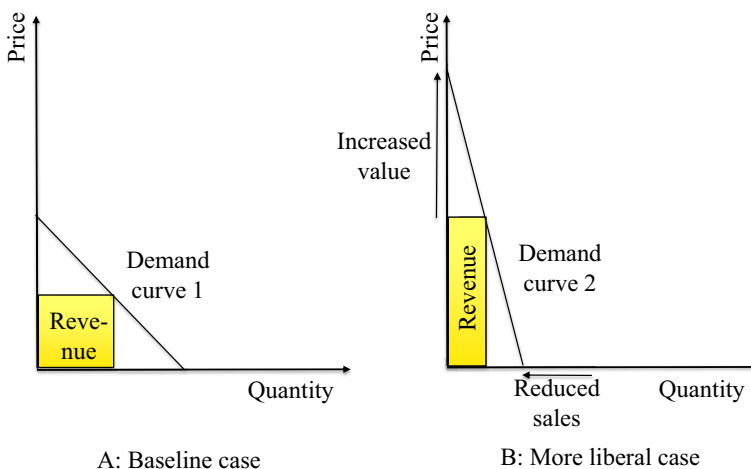 Price
Demand
curve 1
Reve-
nue
Quantity
A: Baseline case
Price
Increased
value
Revenue
Demand
curve 2
Reduced
sales
Quantity
B: More liberal case